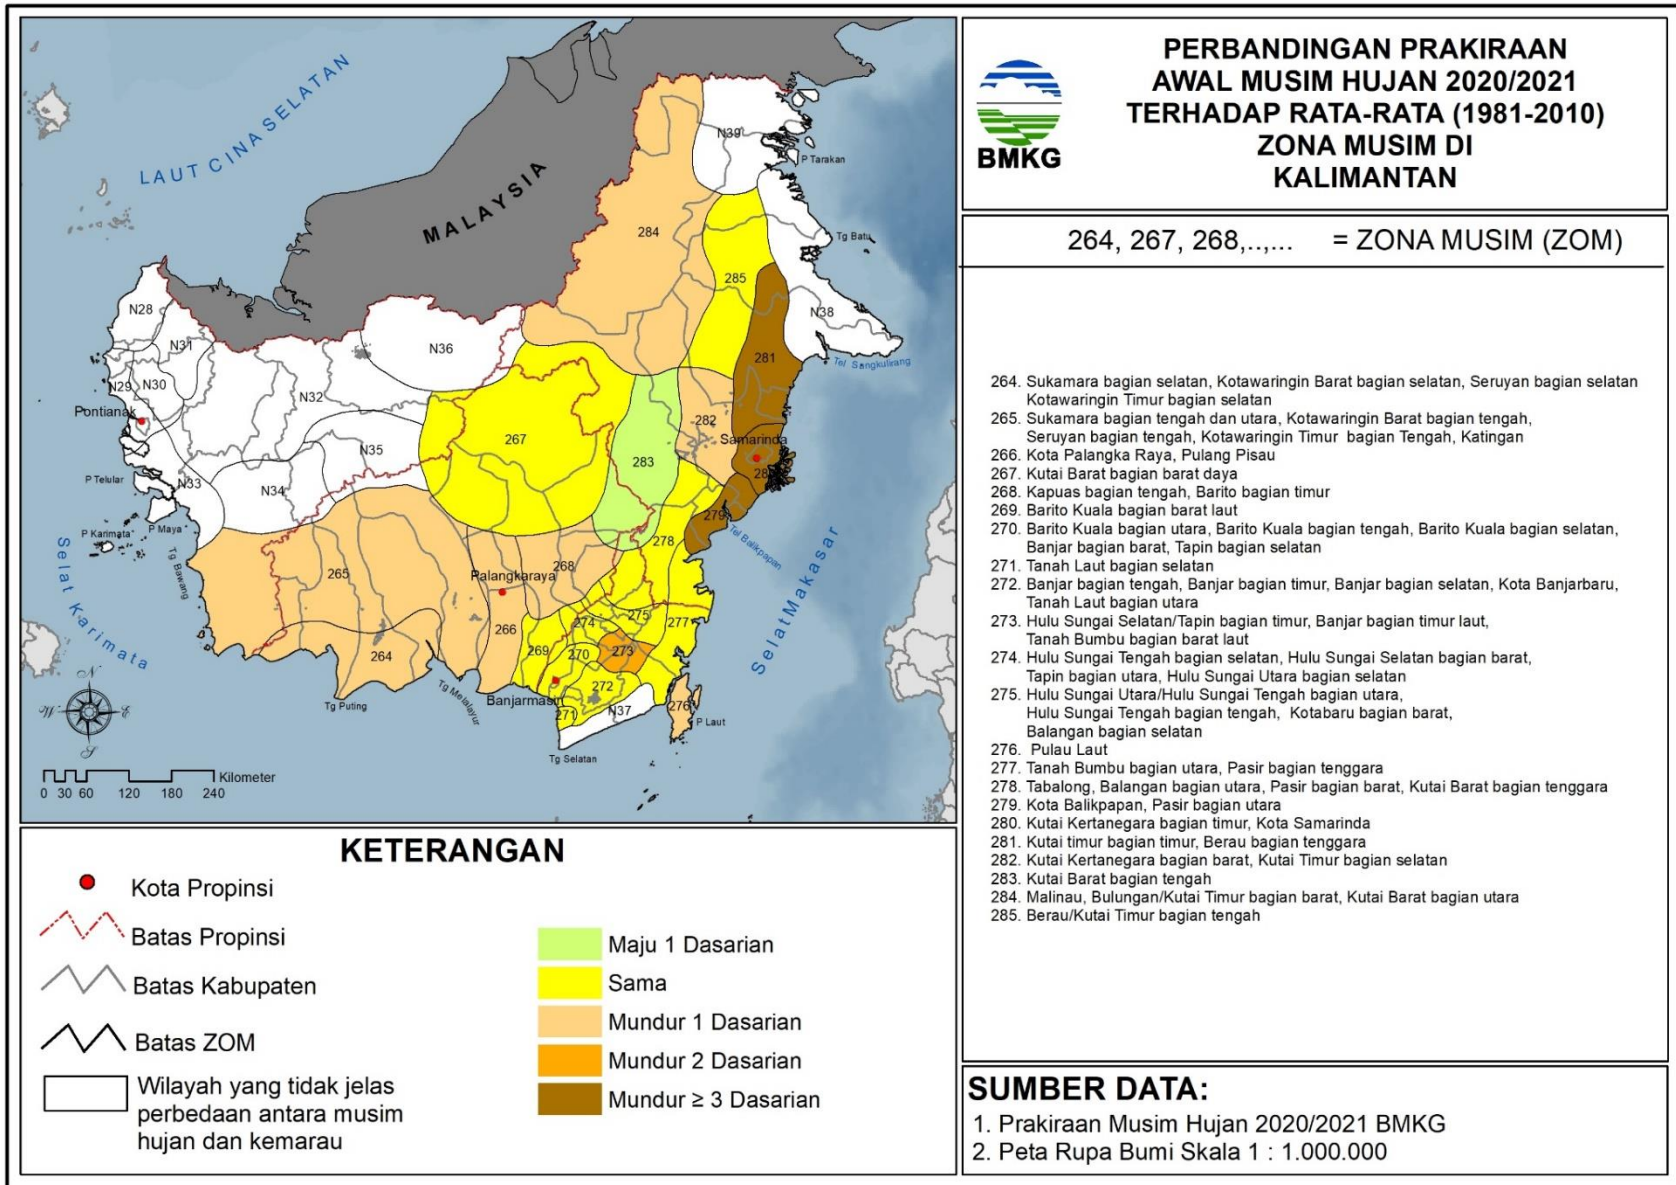 PERBANDINGAN PRAKIRAAN
AWAL MUSIM HUJAN 2020/2021
TERHADAP RATA-RATA (1981-2010)
ZONA MUSIM DI
KALIMANTAN
BMKG
264, 267, 268,..,... = ZONA MUSIM (ZOM)
264. Sukamara bagian selatan, Kotawaringin Barat bagian selatan, Seruyan bagian selatan
Kotawaringin Timur bagian selatan
265. Sukamara bagian tengah dan utara, Kotawaringin Barat bagian tengah,
Seruyan bagian tengah, Kotawaringin Timur bagian Tengah, Katingan
266. Kota Palangka Raya, Pulang Pisau
267. Kutai Barat bagian barat daya
268. Kapuas bagian tengah, Barito bagian timur
269. Barito Kuala bagian barat laut
270. Barito Kuala bagian utara, Barito Kuala bagian tengah, Barito Kuala bagian selatan,
Banjar bagian barat, Tapin bagian selatan
271. Tanah Laut bagian selatan
272. Banjar bagian tengah, Banjar bagian timur, Banjar bagian selatan, Kota Banjarbaru,
Tanah Laut bagian utara
273. Hulu Sungai Selatan/Tapin bagian timur, Banjar bagian timur laut,
Tanah Bumbu bagian barat laut
274. Hulu Sungai Tengah bagian selatan, Hulu Sungai Selatan bagian barat,
Tapin bagian utara, Hulu Sungai Utara bagian selatan
275. Hulu Sungai Utara/Hulu Sungai Tengah bagian utara,
Hulu Sungai Tengah bagian tengah, Kotabaru bagian barat,
Balangan bagian selatan
276. Pulau Laut
277. Tanah Bumbu bagian utara, Pasir bagian tenggara
278. Tabalong, Balangan bagian utara, Pasir bagian barat, Kutai Barat bagian tenggara
279. Kota Balikpapan, Pasir bagian utara
280. Kutai Kertanegara bagian timur, Kota Samarinda
281. Kutai timur bagian timur, Berau bagian tenggara
282. Kutai Kertanegara bagian barat, Kutai Timur bagian selatan
283. Kutai Barat bagian tengah
284. Malinau, Bulungan/Kutai Timur bagian barat, Kutai Barat bagian utara
285. Berau/Kutai Timur bagian tengah
SUMBER DATA:
1. Prakiraan Musim Hujan 2020/2021 BMKG
2. Peta Rupa Bumi Skala 1 : 1.000.000
LAUT CINA SELATAN
MALAYSIA
N39
P Tarakan
284
Tg Batu
285
N38
N28
N31
N36
281
Tel. Sangkulirang
N29
N30
N32
Pontianak
282
267
Samarinda
N35
283
P Telular
N33
N34
279
P Maya
P Karimata
278
Tel Balikpapan
Selat Karimata
Tg Bawang
265
268
Palangkaraya
Selat Makasar
275
277
274
266
269
270
273
264
272
Banjarmasin
276
Tg Melalayur
271
N37
Tg Puting
P Laut
Tg Selatan
N
W
E
S
Kilometer
0 30 60 120 180 240
KETERANGAN
Kota Propinsi
Batas Propinsi
Batas Kabupaten
Batas ZOM
Wilayah yang tidak jelas
perbedaan antara musim
hujan dan kemarau
Maju 1 Dasarian
Sama
Mundur 1 Dasarian
Mundur 2 Dasarian
Mundur ≥ 3 Dasarian